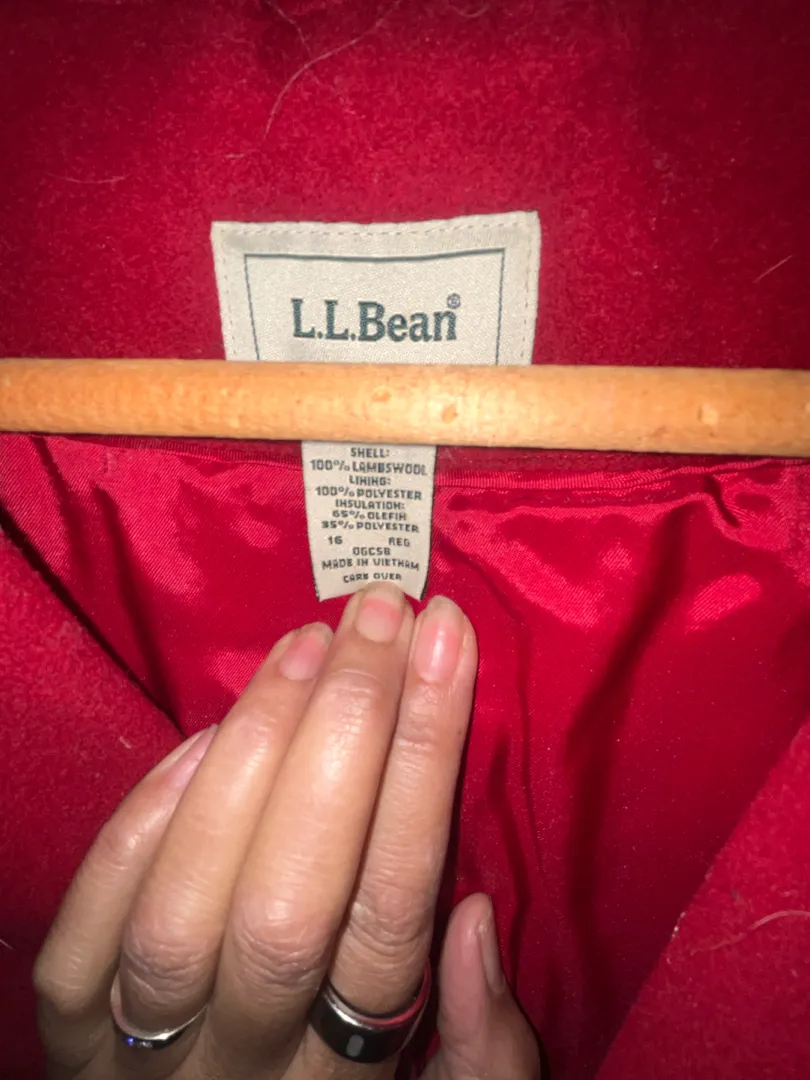 L.L.Bean®
SHELL:
100% LAMBSWOOL
LINING:
100% POLYESTER
INSULATION:
65% OLEFIN
35% POLYESTER
16 REG
OGCS8
MADE IN VIETNAM
CARE OVER